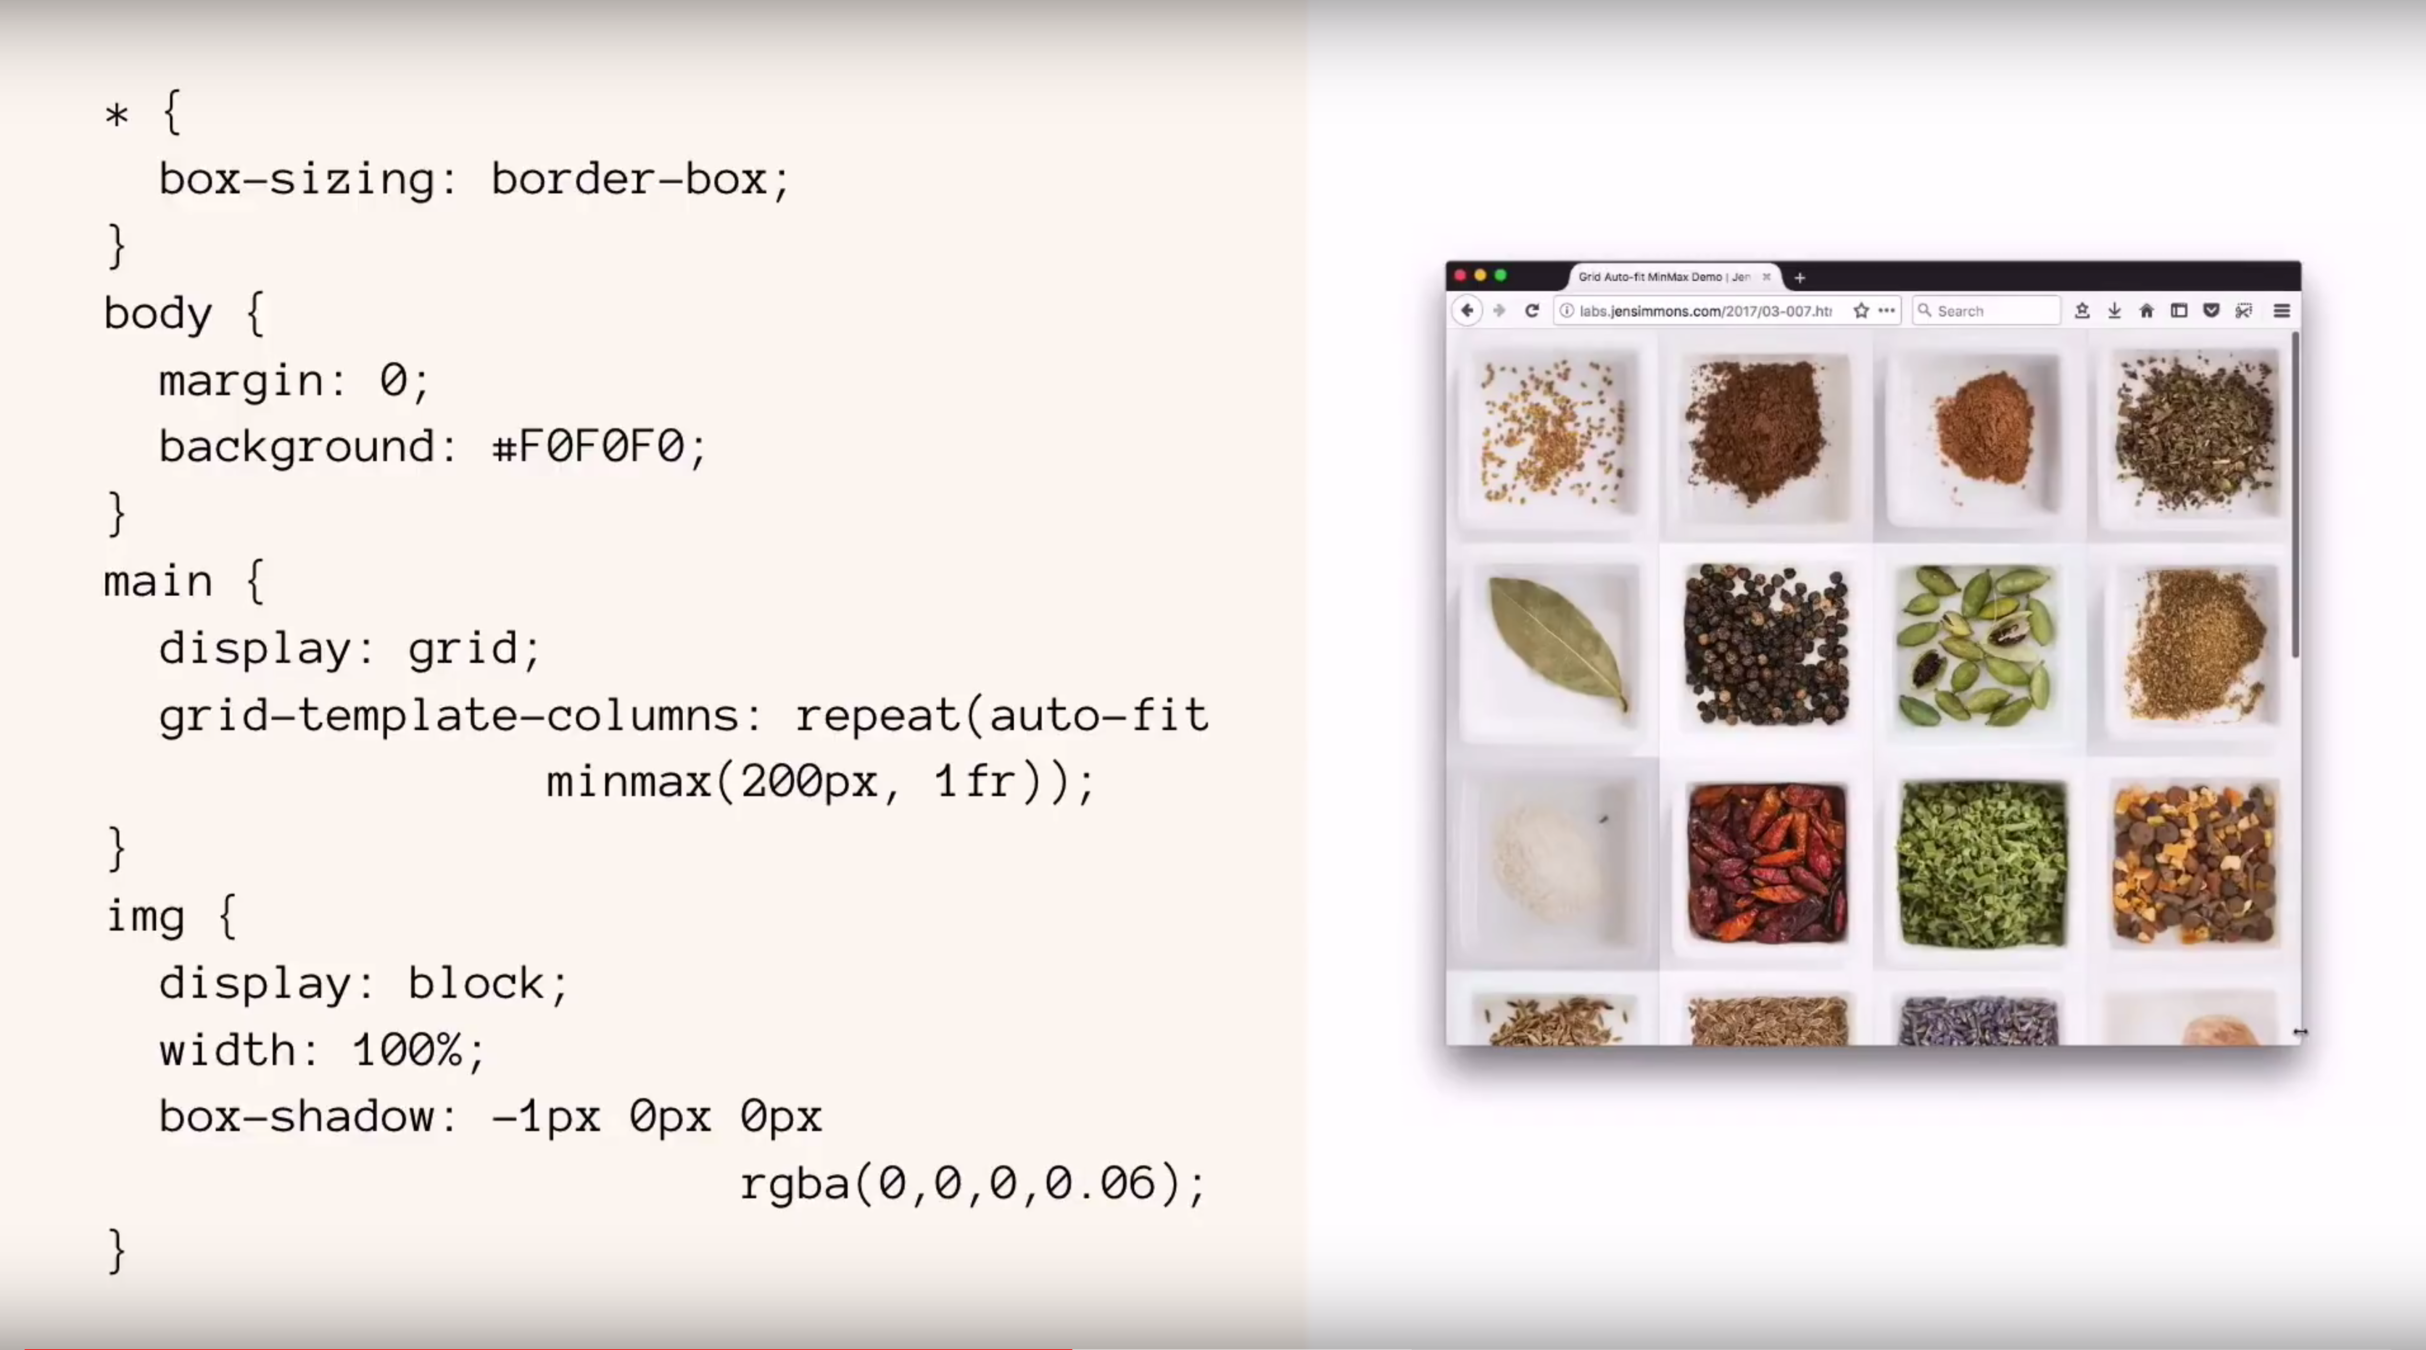 * {
box-sizing: border-box;
}
body {
margin: 0;
background: #F0F0F0;
}
main {
display: grid;
grid-template-columns: repeat(auto-fit
minmax(200px, 1fr));
}
img {
display: block;
width: 100%;
box-shadow: -1px 0px 0px
rgba(0,0,0,0.06);
}
Grid Auto-fit MinMax Demo | Jen
labs.jensimmons.com/2017/03-007.ht
Search